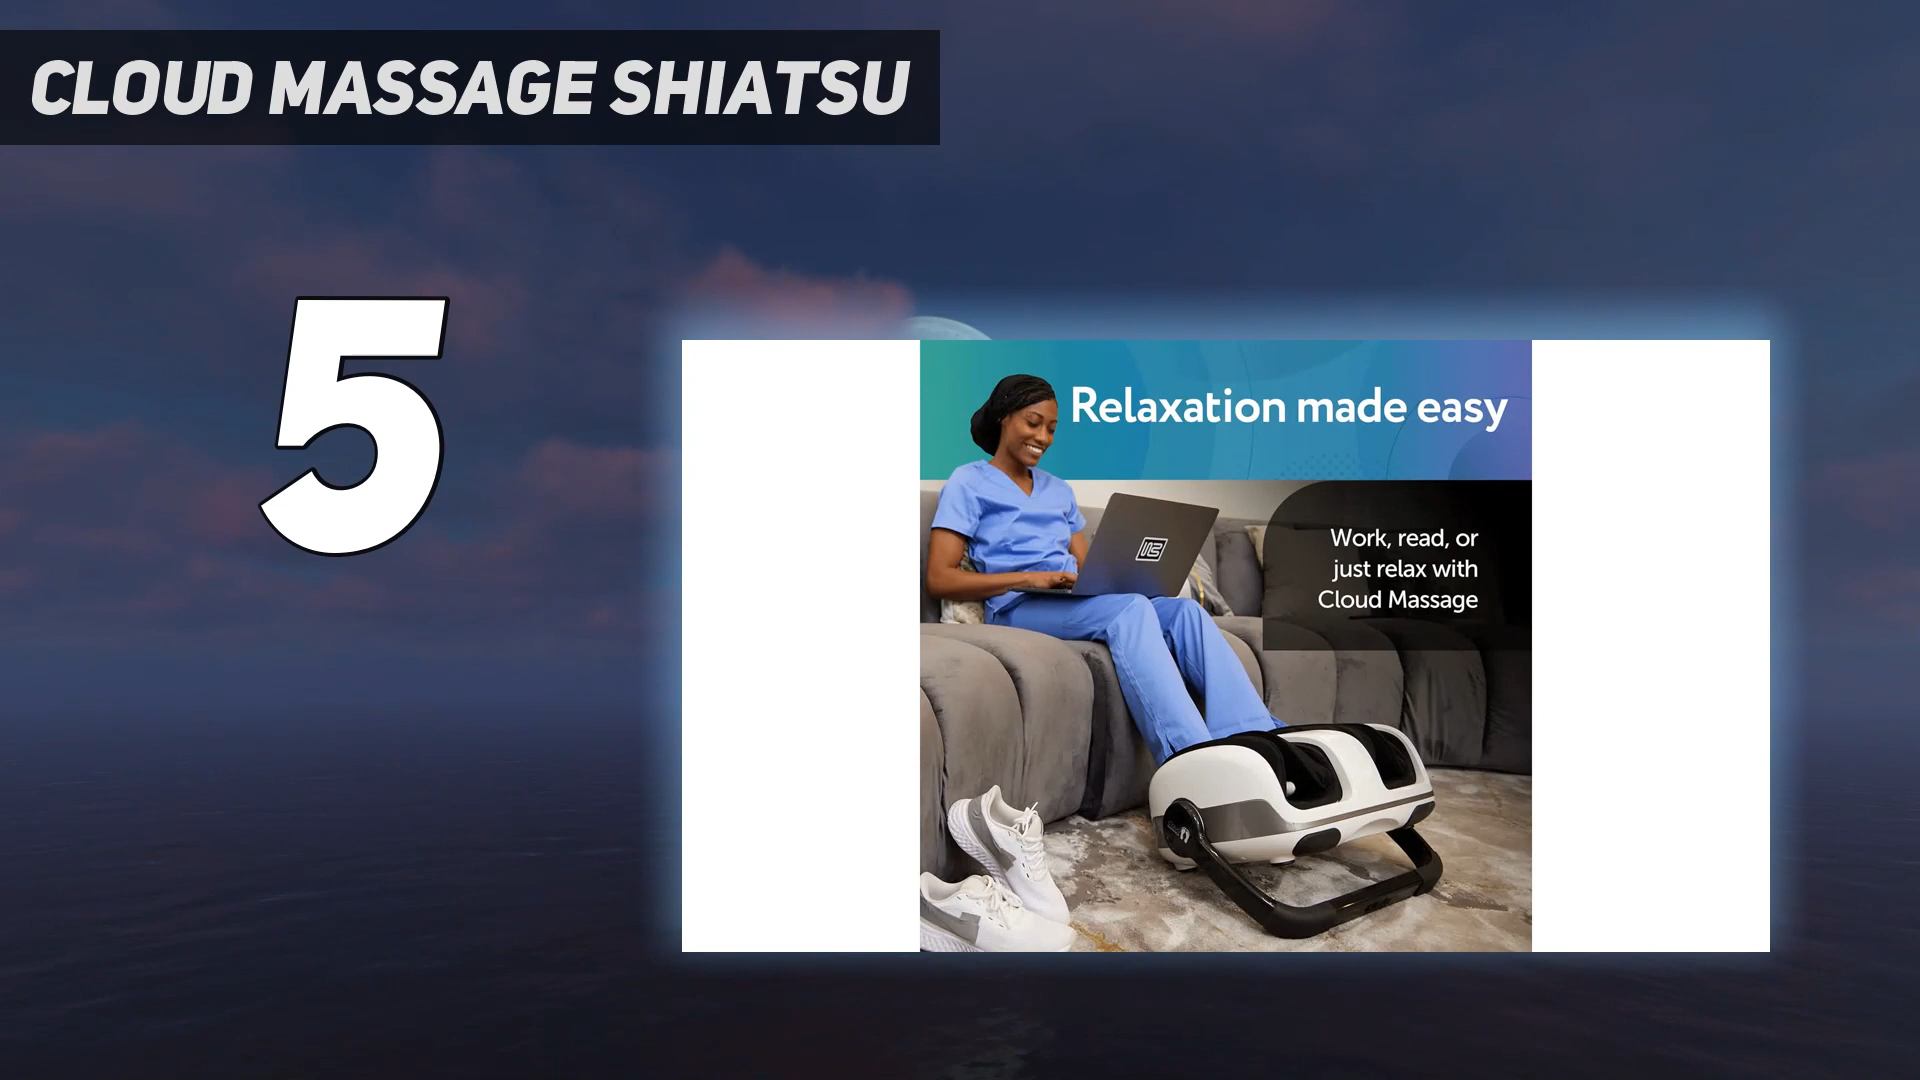 CLOUD MASSAGE SHIATSU
5
Relaxation made easy
Work, read, or
just relax with
Cloud Massage